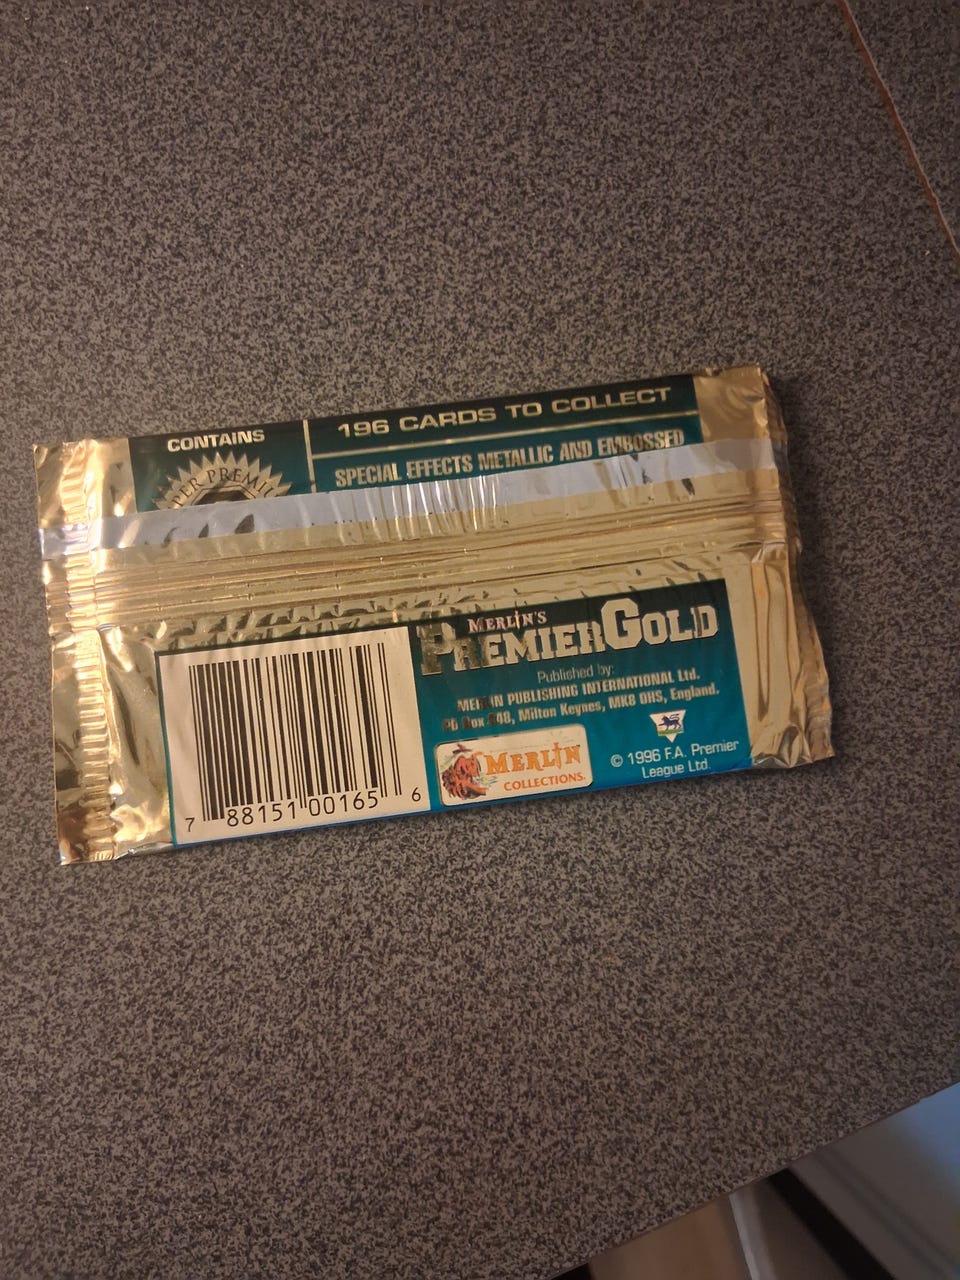 CONTAINS
196 CARDS TO COLLECT
SPECIAL EFFECTS METALLIC AND EMBOSSED
MERLIN'S
PREMIER GOLD
Published by:
MERLIN PUBLISHING INTERNATIONAL Ltd.
Milton Keynes, MK8 0HS, England.
MERLIN
COLLECTIONS.
© 1996 F.A. Premier
League Ltd.
7 88151 00165 6